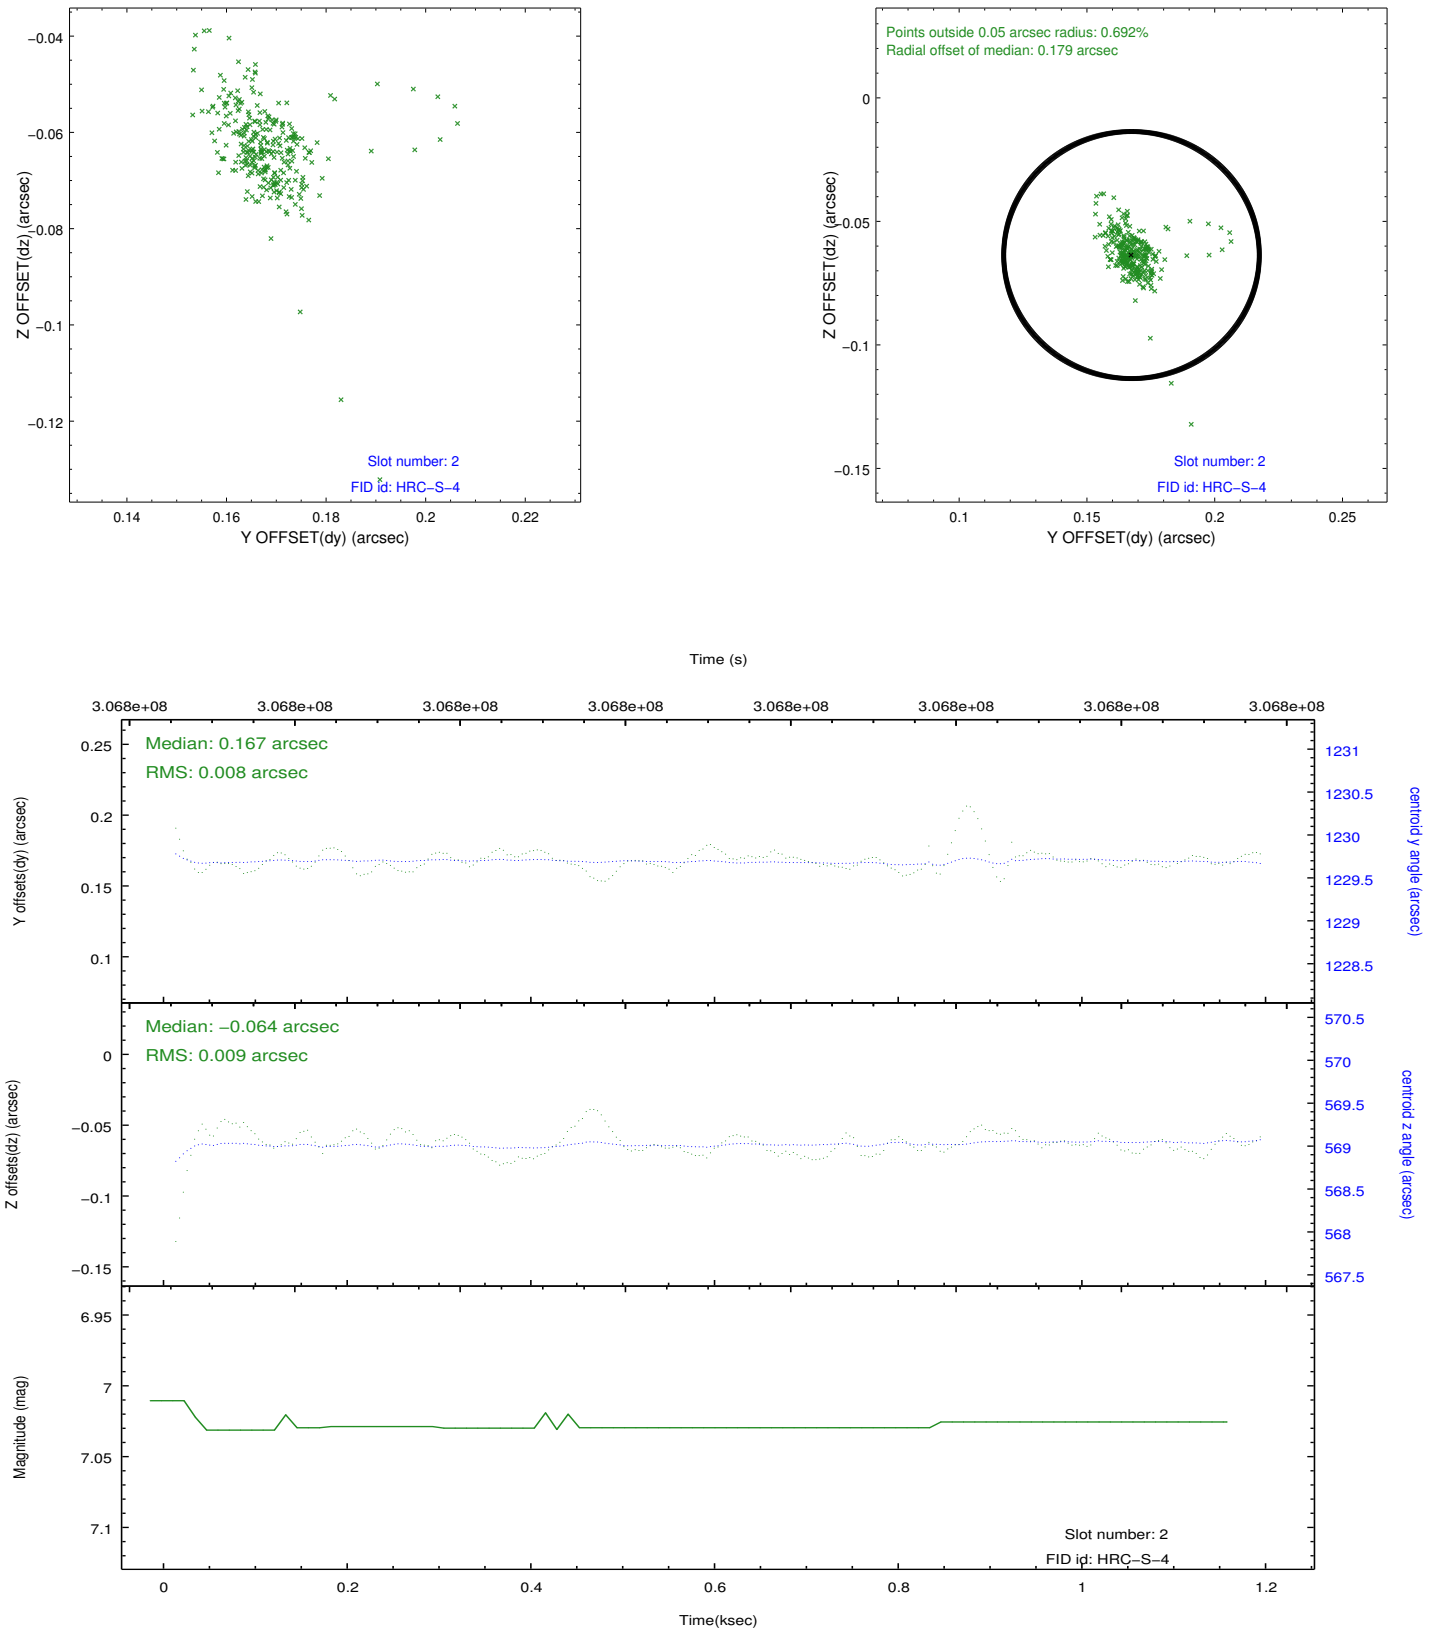 −0.04
−0.06
−0.08
−0.1
−0.12
Z OFFSET(dz) (arcsec)
0.14
0.16
0.18
0.2
0.22
Y OFFSET(dy) (arcsec)
Slot number: 2
FID id: HRC−S−4
Points outside 0.05 arcsec radius: 0.692%
Radial offset of median: 0.179 arcsec
0
−0.05
−0.1
−0.15
Z OFFSET(dz) (arcsec)
0.1
0.15
0.2
0.25
Y OFFSET(dy) (arcsec)
Slot number: 2
FID id: HRC−S−4
Time (s)
3.068e+08
3.068e+08
3.068e+08
3.068e+08
3.068e+08
3.068e+08
3.068e+08
3.068e+08
Median: 0.167 arcsec
RMS: 0.008 arcsec
0.25
0.2
0.15
0.1
Y offsets(dy) (arcsec)
1231
1230.5
1230
1229.5
1229
1228.5
centroid y angle (arcsec)
Median: −0.064 arcsec
RMS: 0.009 arcsec
0
−0.05
−0.1
−0.15
Z offsets(dz) (arcsec)
570.5
570
569.5
569
568.5
568
567.5
centroid z angle (arcsec)
6.95
7
7.05
7.1
Magnitude (mag)
Slot number: 2
FID id: HRC−S−4
0
0.2
0.4
0.6
0.8
1
1.2
Time(ksec)